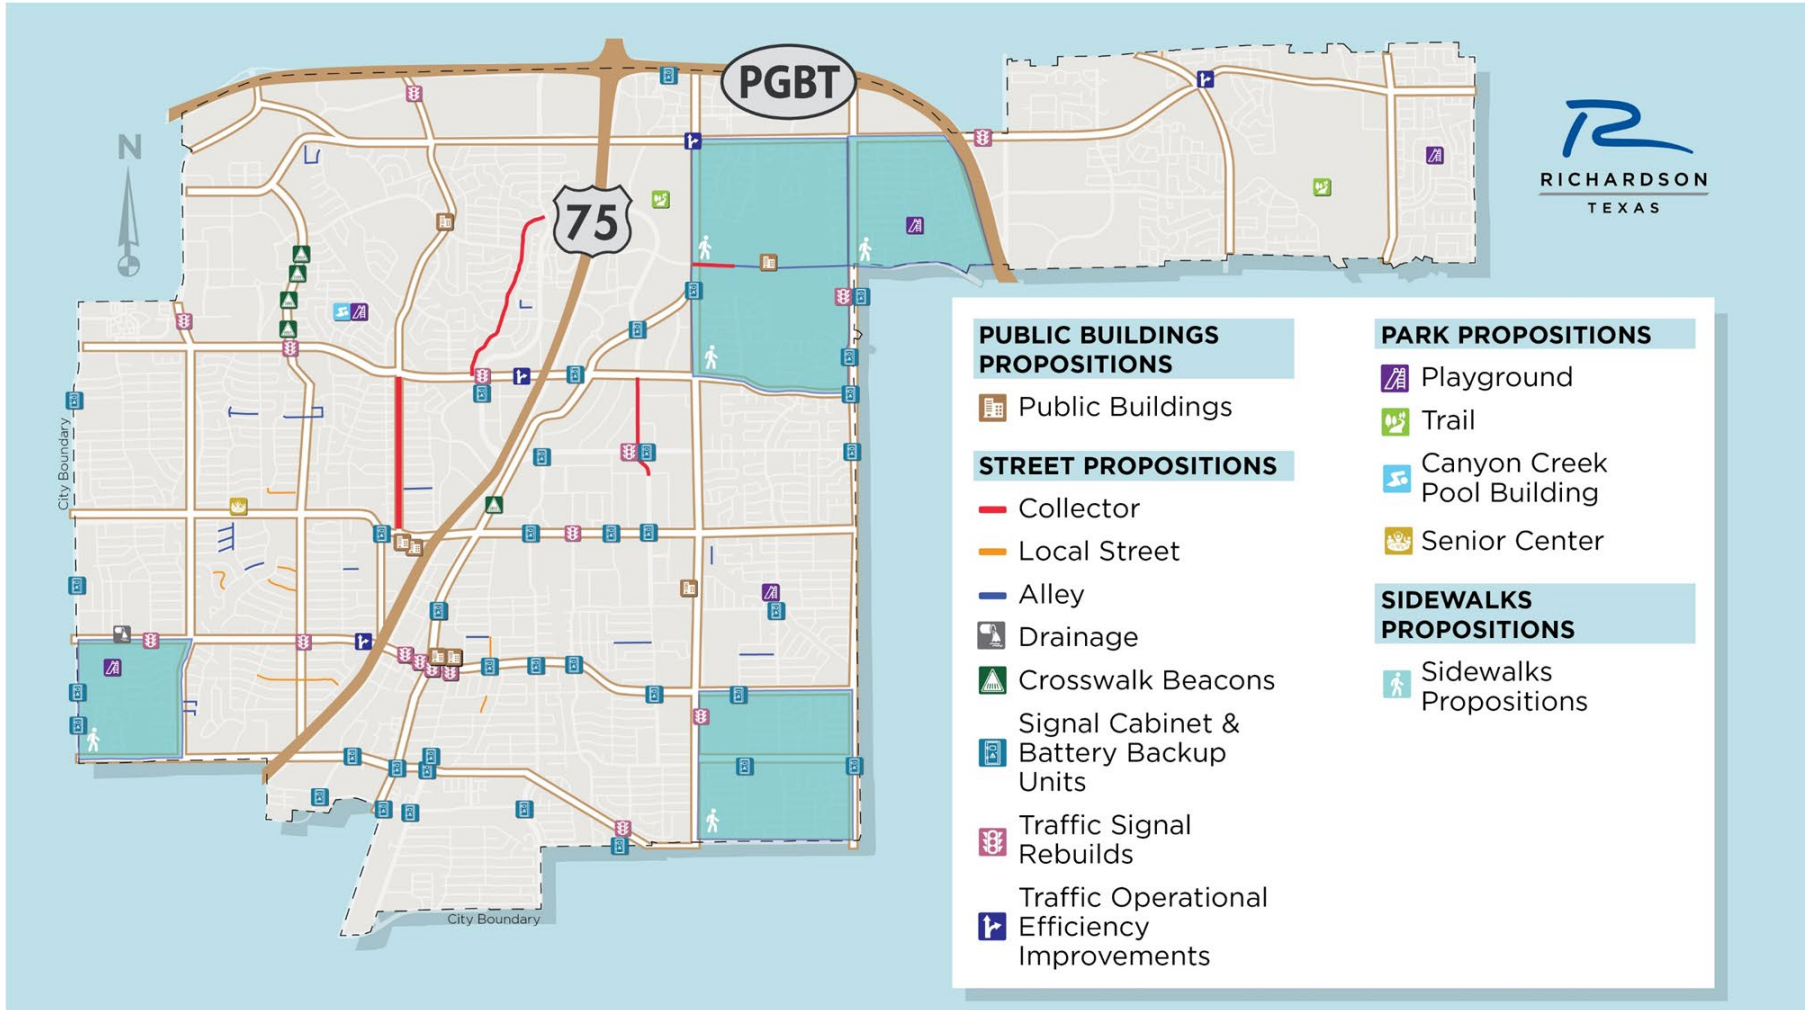 PGBT
N
75
RICHARDSON
TEXAS
City Boundary
City Boundary
PUBLIC BUILDINGS
PROPOSITIONS
Public Buildings
STREET PROPOSITIONS
Collector
Local Street
Alley
Drainage
Crosswalk Beacons
Signal Cabinet &
Battery Backup
Units
Traffic Signal
Rebuilds
Traffic Operational
Efficiency
Improvements
PARK PROPOSITIONS
Playground
Trail
Canyon Creek
Pool Building
Senior Center
SIDEWALKS
PROPOSITIONS
Sidewalks
Propositions